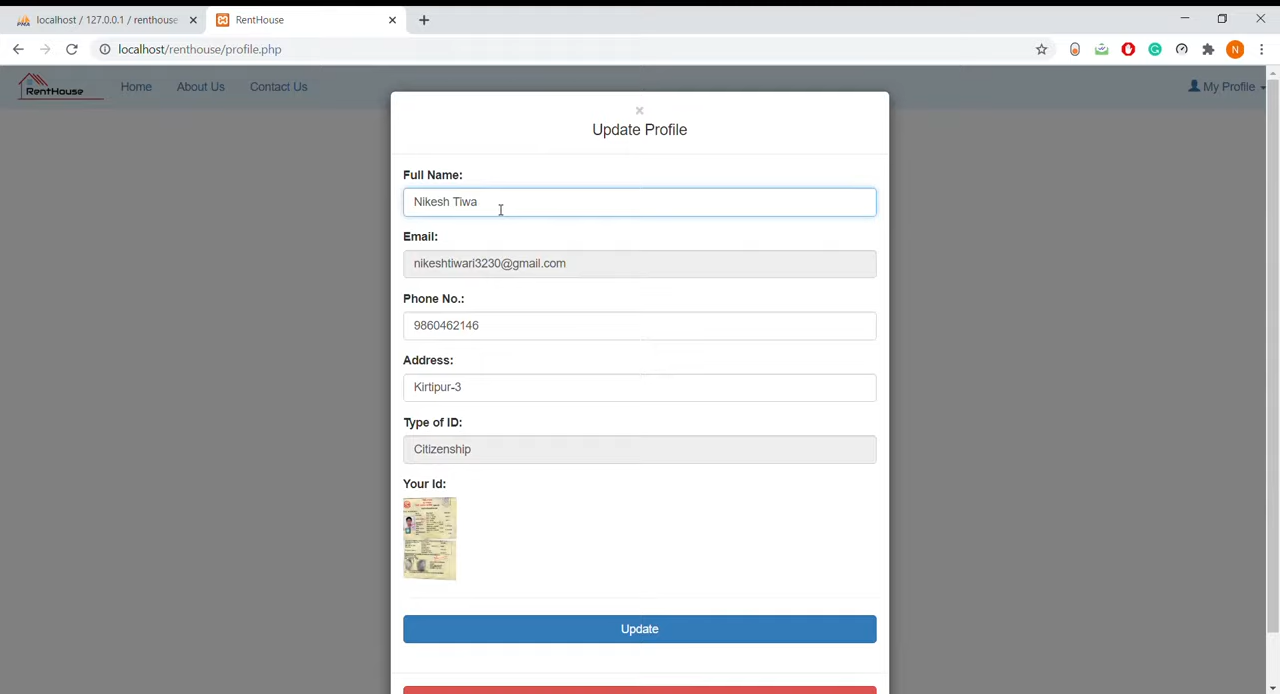 localhost / 127.0.0.1 / renthouse
RentHouse
localhost/renthouse/profile.php
N
RentHouse
Home
About Us
Contact Us
My Profile
×
Update Profile
Full Name:
Nikesh Tiwa
Email:
nikeshtiwari3230@gmail.com
Phone No.:
9860462146
Address:
Kirtipur-3
Type of ID:
Citizenship
Your Id:
Update